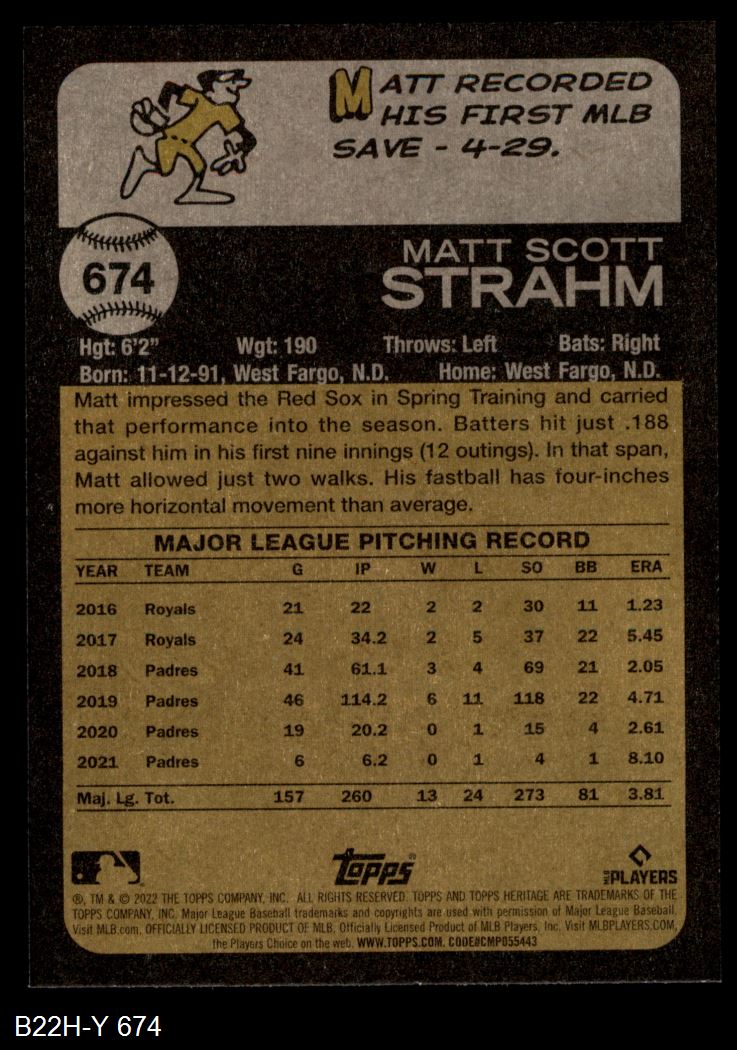 MATT RECORDED
HIS FIRST MLB
SAVE - 4-29.
674
MATT SCOTT
STRAHM
Hgt: 6'2" Wgt: 190 Throws: Left Bats: Right
Born: 11-12-91, West Fargo, N.D. Home: West Fargo, N.D.
Matt impressed the Red Sox in Spring Training and carried
that performance into the season. Batters hit just .188
against him in his first nine innings (12 outings). In that span,
Matt allowed just two walks. His fastball has four-inches
more horizontal movement than average.
MAJOR LEAGUE PITCHING RECORD
YEAR TEAM G IP W L SO BB ERA
2016 Royals 21 22 2 2 30 11 1.23
2017 Royals 24 34.2 2 5 37 22 5.45
2018 Padres 41 61.1 3 4 69 21 2.05
2019 Padres 46 114.2 6 11 118 22 4.71
2020 Padres 19 20.2 0 1 15 4 2.61
2021 Padres 6 6.2 0 1 4 1 8.10
Maj. Lg. Tot. 157 260 13 24 273 81 3.81
Topps®
MLB PLAYERS
®, TM & © 2022 THE TOPPS COMPANY, INC. ALL RIGHTS RESERVED. TOPPS AND TOPPS HERITAGE ARE TRADEMARKS OF THE
TOPPS COMPANY, INC. Major League Baseball trademarks and copyrights are used with permission of Major League Baseball.
Visit MLB.com. OFFICIALLY LICENSED PRODUCT OF MLB. Officially Licensed Product of MLB Players, Inc. Visit MLBPLAYERS.COM,
the Players Choice on the web. WWW.TOPPS.COM. CODE#CMP055443
B22H-Y 674